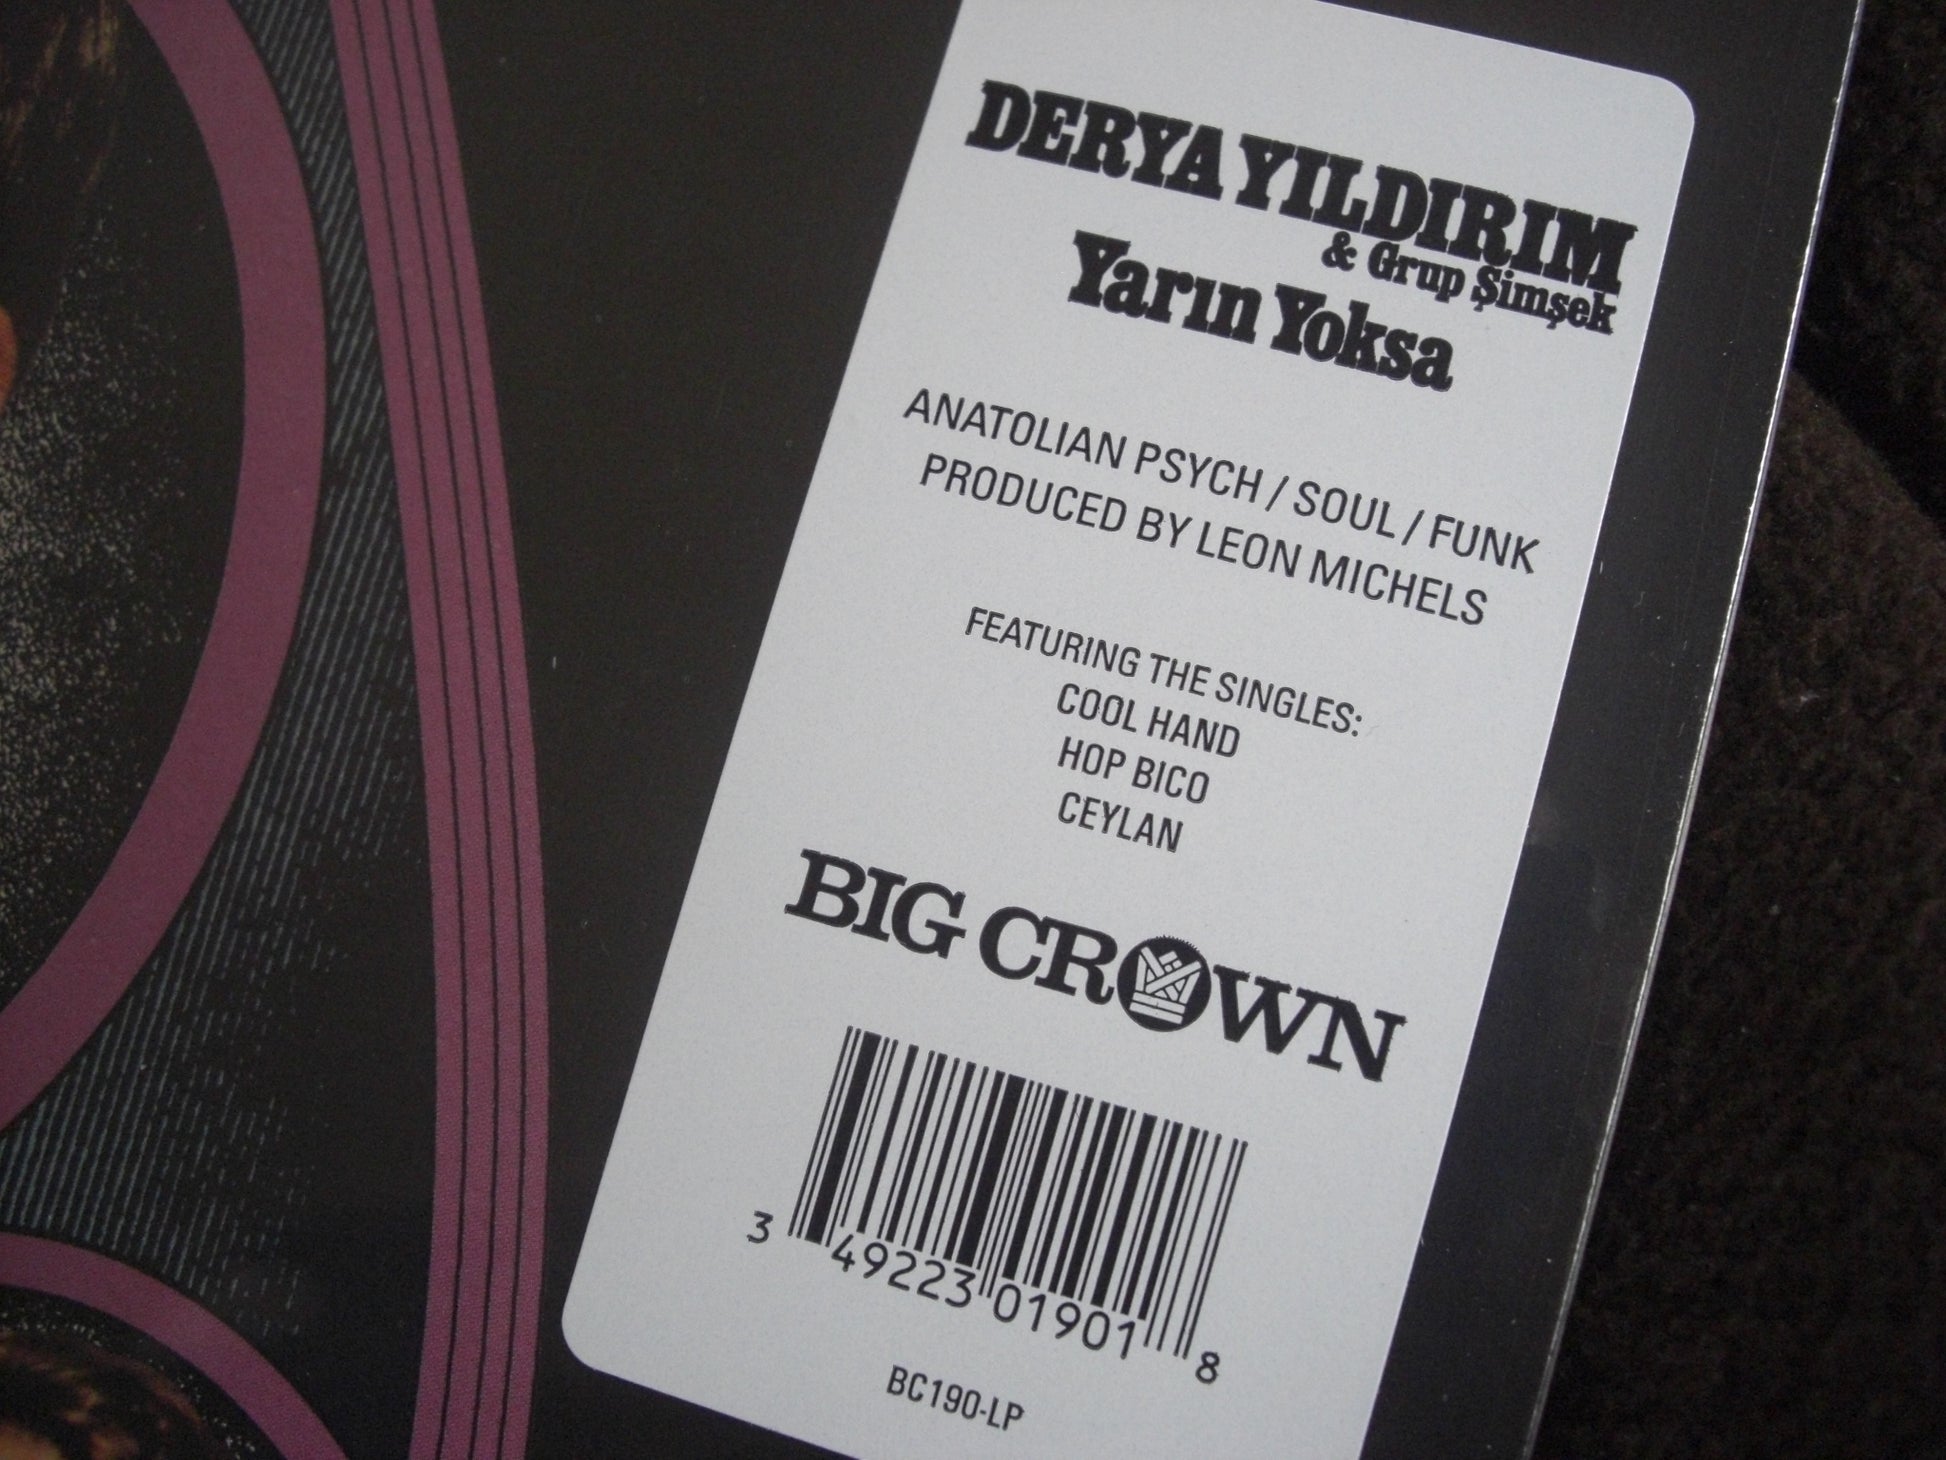 DERYA YILDIRIM
& Grup Şimşek
Yarın Yoksa
ANATOLIAN PSYCH / SOUL / FUNK
PRODUCED BY LEON MICHELS
FEATURING THE SINGLES:
COOL HAND
HOP BICO
CEYLAN
BIG CROWN
3 49223 01901 8
BC190-LP